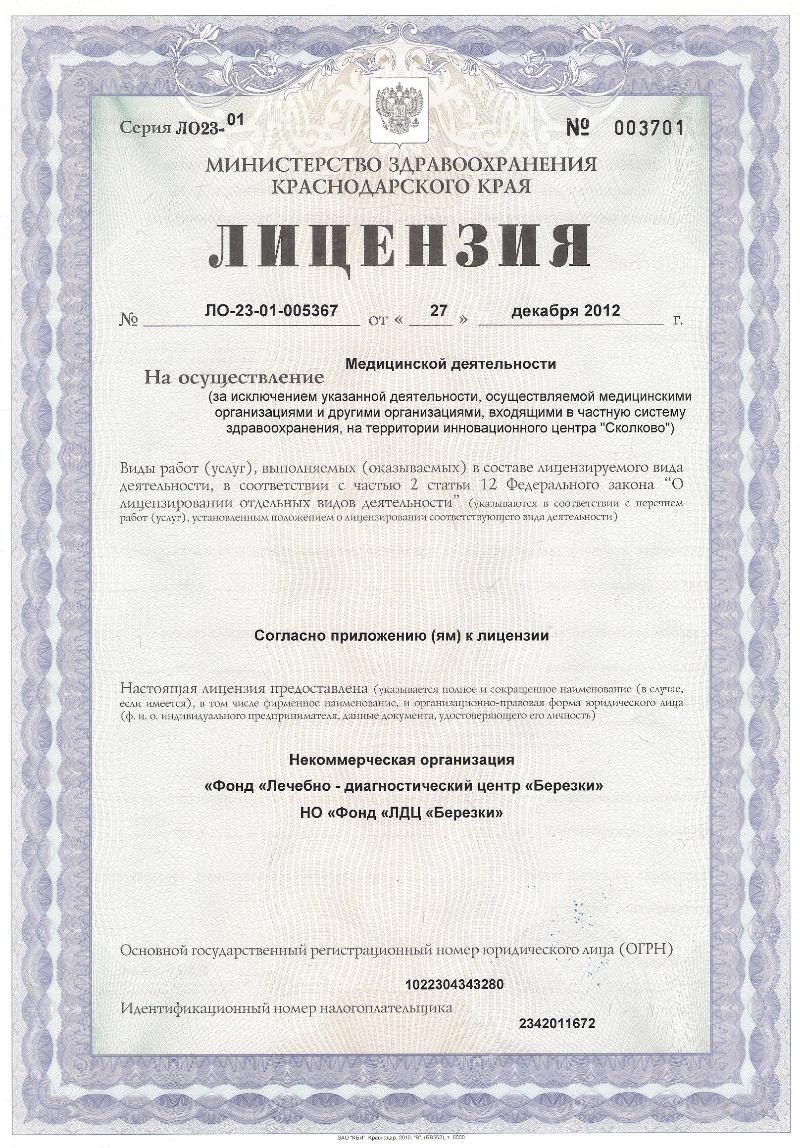 Серия ЛО23-01
№ 003701
МИНИСТЕРСТВО ЗДРАВООХРАНЕНИЯ
КРАСНОДАРСКОГО КРАЯ
ЛИЦЕНЗИЯ
№ ЛО-23-01-005367 от « 27 » декабря 2012 г.
На осуществление Медицинской деятельности
(за исключением указанной деятельности, осуществляемой медицинскими
организациями и другими организациями, входящими в частную систему
здравоохранения, на территории инновационного центра "Сколково")
Виды работ (услуг), выполняемых (оказываемых) в составе лицензируемого вида
деятельности, в соответствии с частью 2 статьи 12 Федерального закона “О
лицензировании отдельных видов деятельности” (указываются в соответствии с перечнем
работ (услуг), установленным положением о лицензировании соответствующего вида деятельности)
Согласно приложению (ям) к лицензии
Настоящая лицензия предоставлена (указывается полное и сокращенное наименование (в случае,
если имеется), в том числе фирменное наименование, и организационно-правовая форма юридического лица
(ф. и. о. индивидуального предпринимателя, данные документа, удостоверяющего его личность)
Некоммерческая организация
«Фонд «Лечебно - диагностический центр «Березки»
НО «Фонд «ЛДЦ «Березки»
Основной государственный регистрационный номер юридического лица (ОГРН)
1022304343280
Идентификационный номер налогоплательщика
2342011672
ЗАО "КБИ", Краснодар, 2012, "В", (БВ562), т. 6000